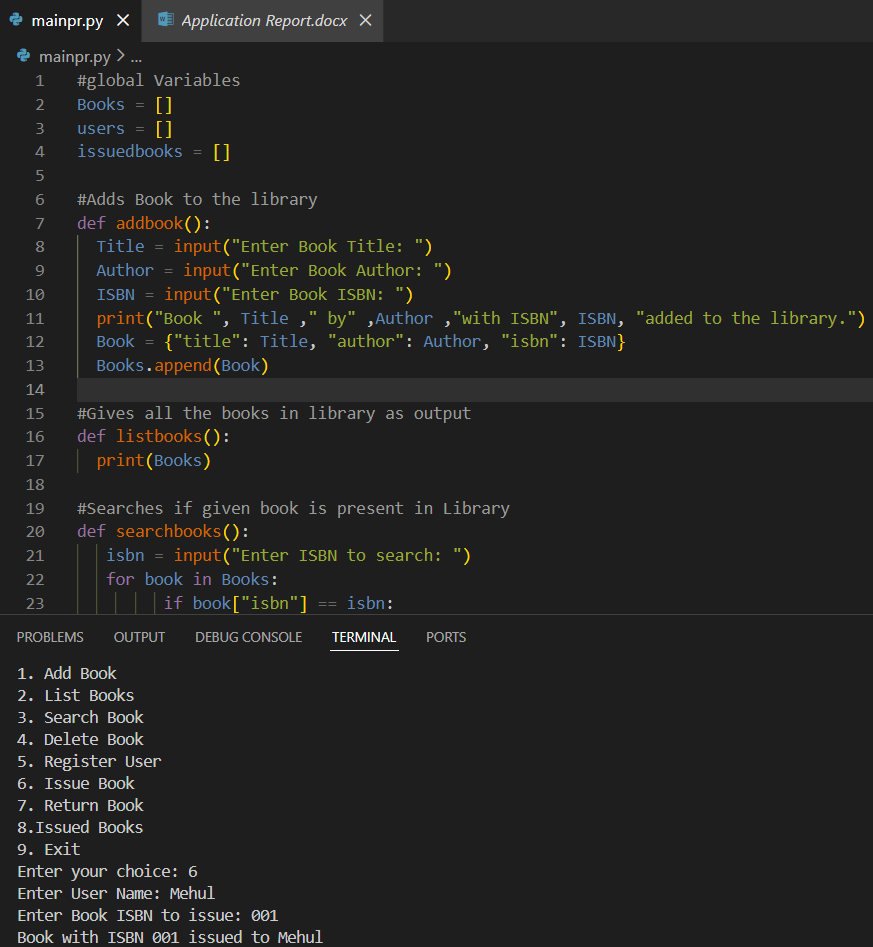 mainpr.py Application Report.docx
mainpr.py > ...
1 #global Variables
2 Books = []
3 users = []
4 issuedbooks = []
5
6 #Adds Book to the library
7 def addbook():
8 Title = input("Enter Book Title: ")
9 Author = input("Enter Book Author: ")
10 ISBN = input("Enter Book ISBN: ")
11 print("Book ", Title ," by" ,Author ,"with ISBN", ISBN, "added to the library.")
12 Book = {"title": Title, "author": Author, "isbn": ISBN}
13 Books.append(Book)
14
15 #Gives all the books in library as output
16 def listbooks():
17 print(Books)
18
19 #Searches if given book is present in Library
20 def searchbooks():
21 isbn = input("Enter ISBN to search: ")
22 for book in Books:
23 if book["isbn"] == isbn:
PROBLEMS OUTPUT DEBUG CONSOLE TERMINAL PORTS
1. Add Book
2. List Books
3. Search Book
4. Delete Book
5. Register User
6. Issue Book
7. Return Book
8.Issued Books
9. Exit
Enter your choice: 6
Enter User Name: Mehul
Enter Book ISBN to issue: 001
Book with ISBN 001 issued to Mehul